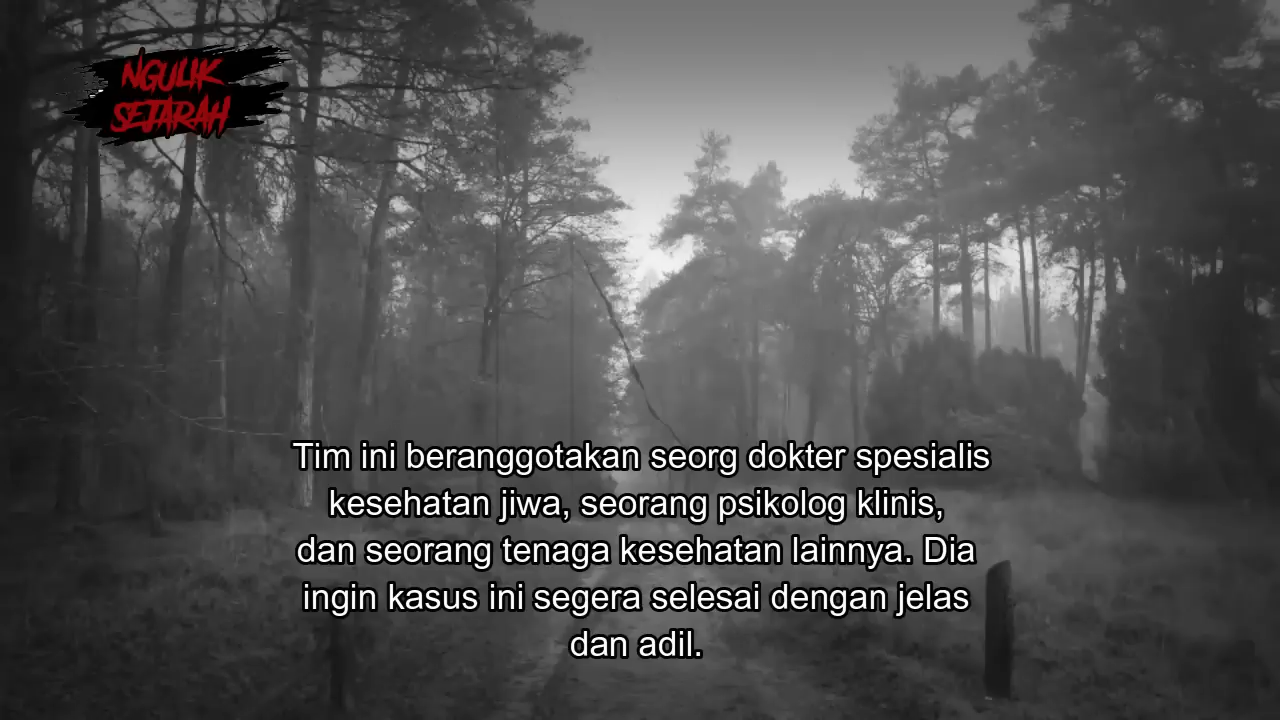 NGULIK
SEJARAH
Tim ini beranggotakan seorg dokter spesialis
kesehatan jiwa, seorang psikolog klinis,
dan seorang tenaga kesehatan lainnya. Dia
ingin kasus ini segera selesai dengan jelas
dan adil.